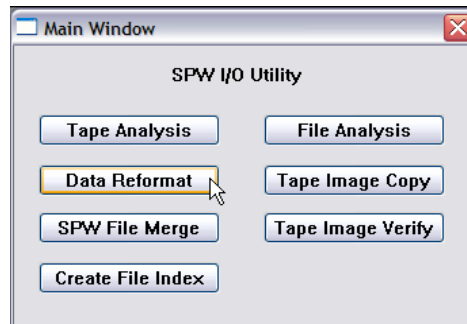 Main Window
SPW I/O Utility
Tape Analysis
File Analysis
Data Reformat
Tape Image Copy
SPW File Merge
Tape Image Verify
Create File Index